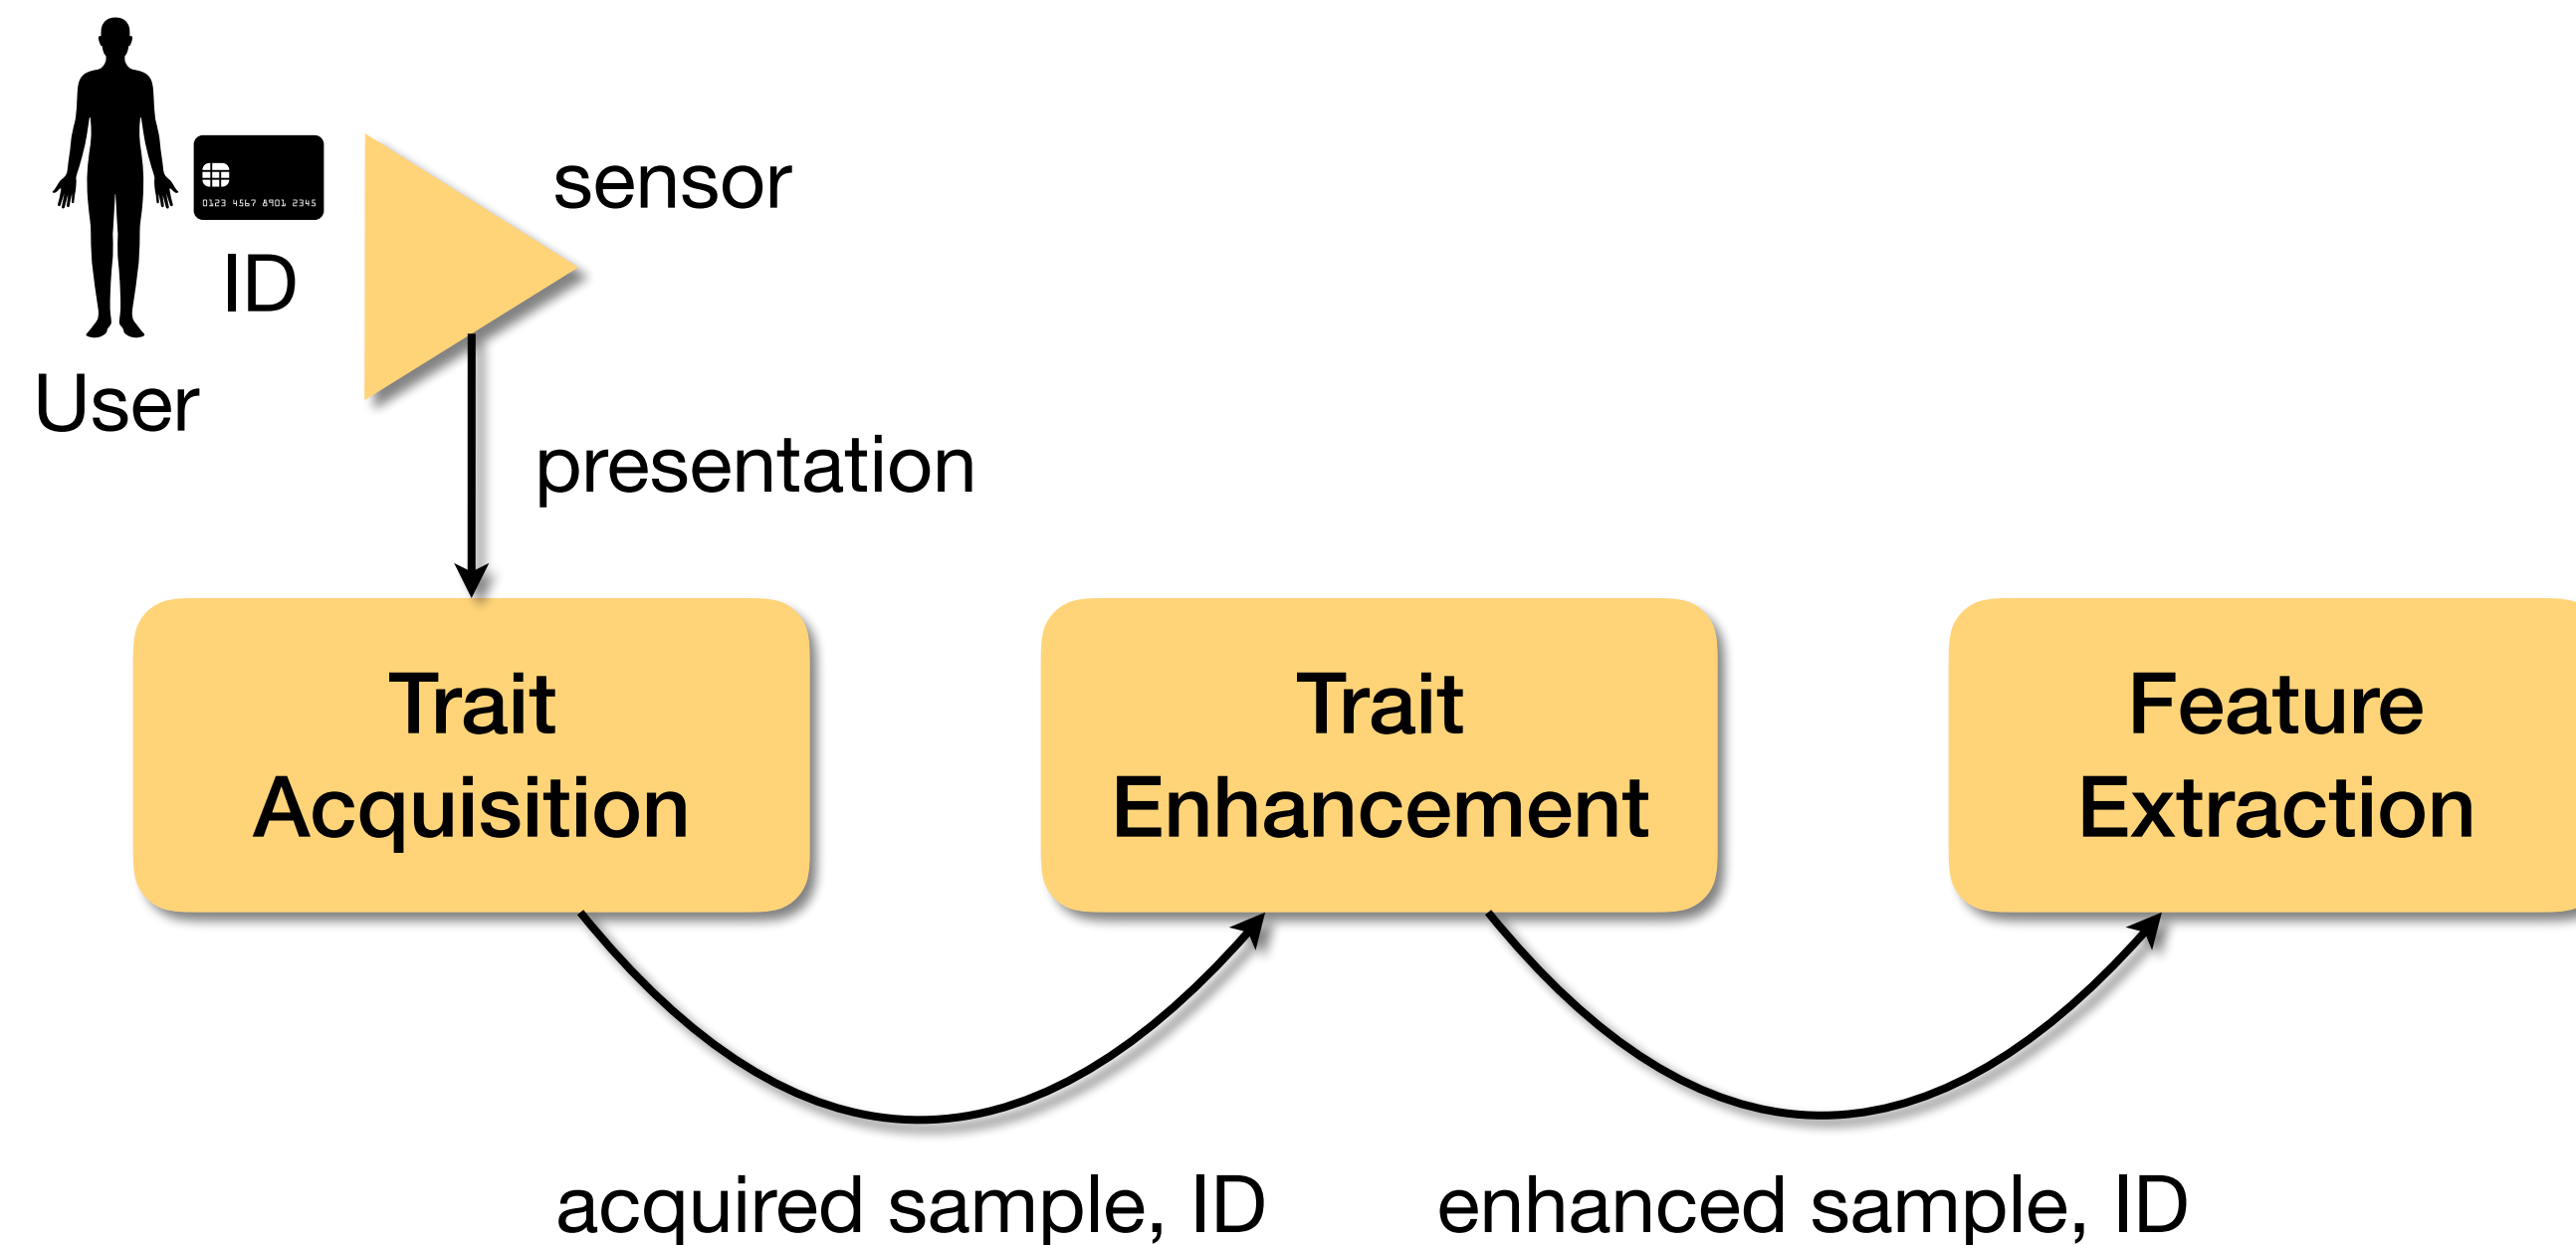 0123 4567 8901 2345
sensor
ID
User
presentation
Trait
Acquisition
Trait
Enhancement
Feature
Extraction
acquired sample, ID
enhanced sample, ID